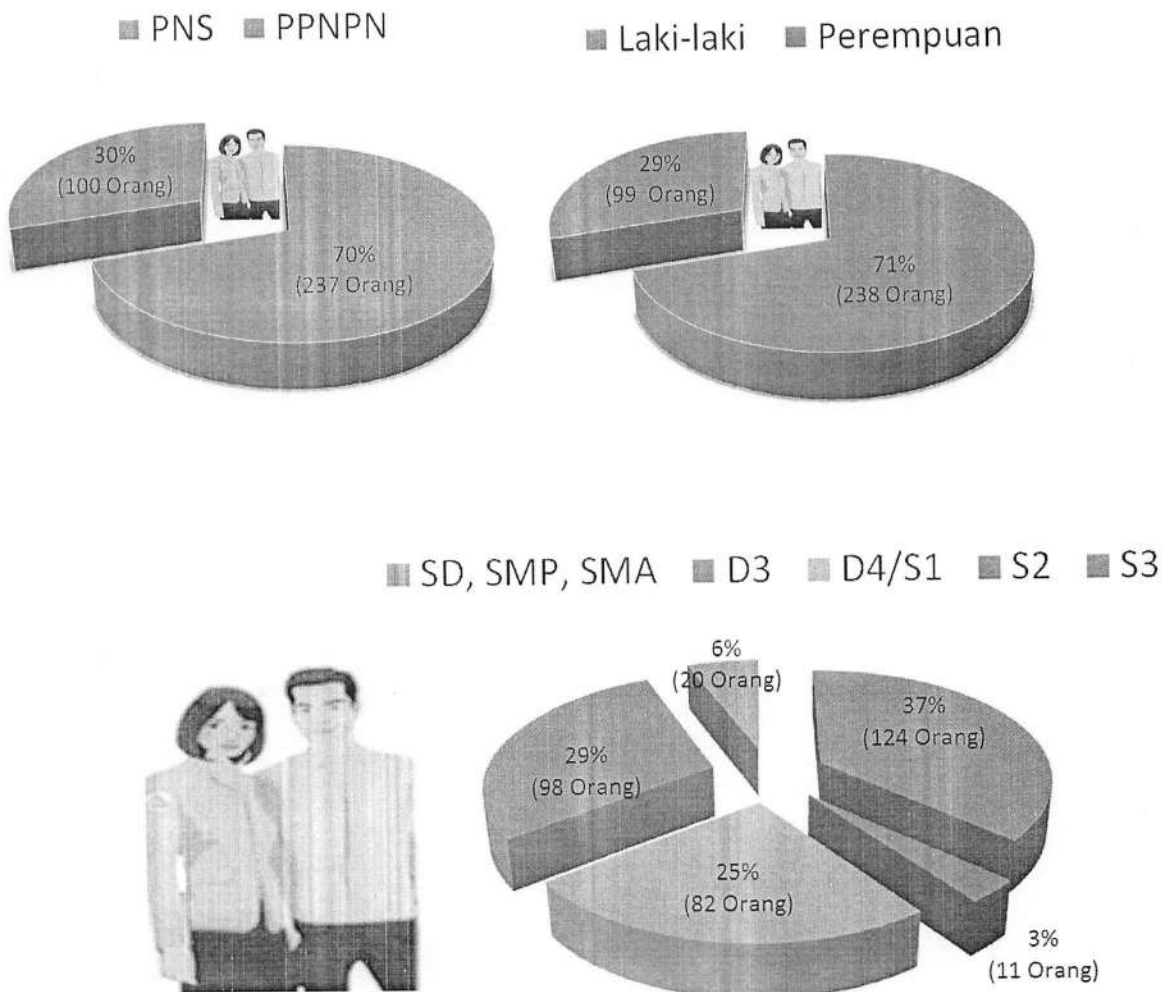 PNS PPNPN
Laki-laki Perempuan
30%
(100 Orang)
70%
(237 Orang)
29%
(99 Orang)
71%
(238 Orang)
SD, SMP, SMA D3 D4/S1 S2 S3
6%
(20 Orang)
37%
(124 Orang)
29%
(98 Orang)
25%
(82 Orang)
3%
(11 Orang)